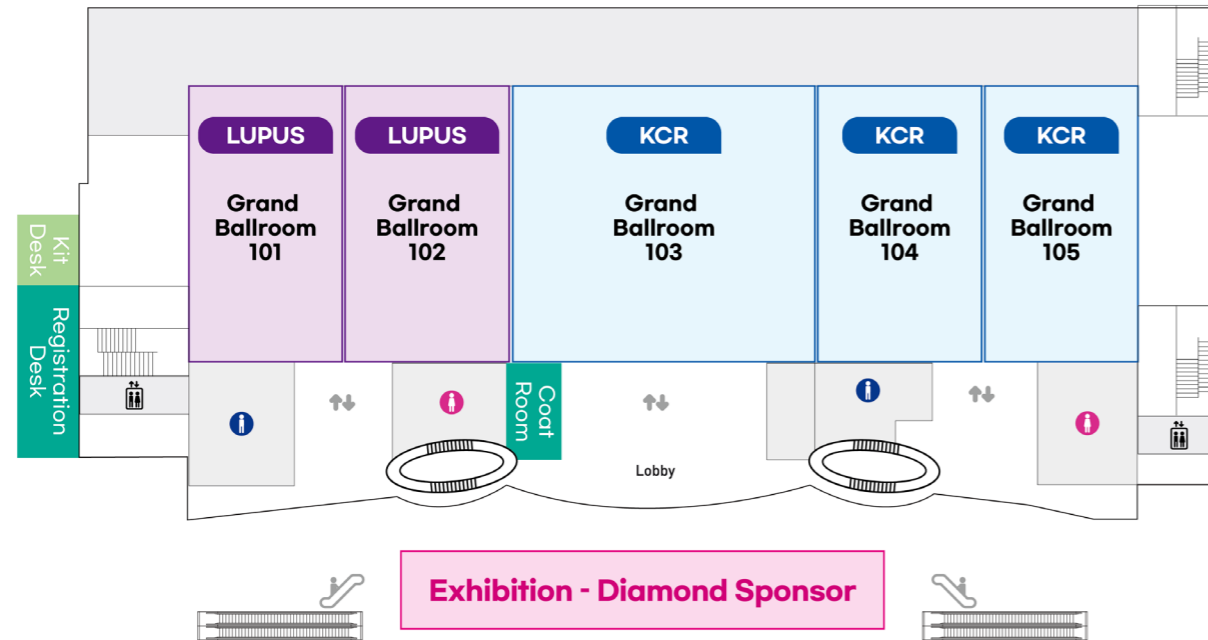 LUPUS
Grand
Ballroom
101
LUPUS
Grand
Ballroom
102
KCR
Grand
Ballroom
103
KCR
Grand
Ballroom
104
KCR
Grand
Ballroom
105
Kit
Desk
Registration
Desk
Coat
Room
Lobby
Exhibition - Diamond Sponsor